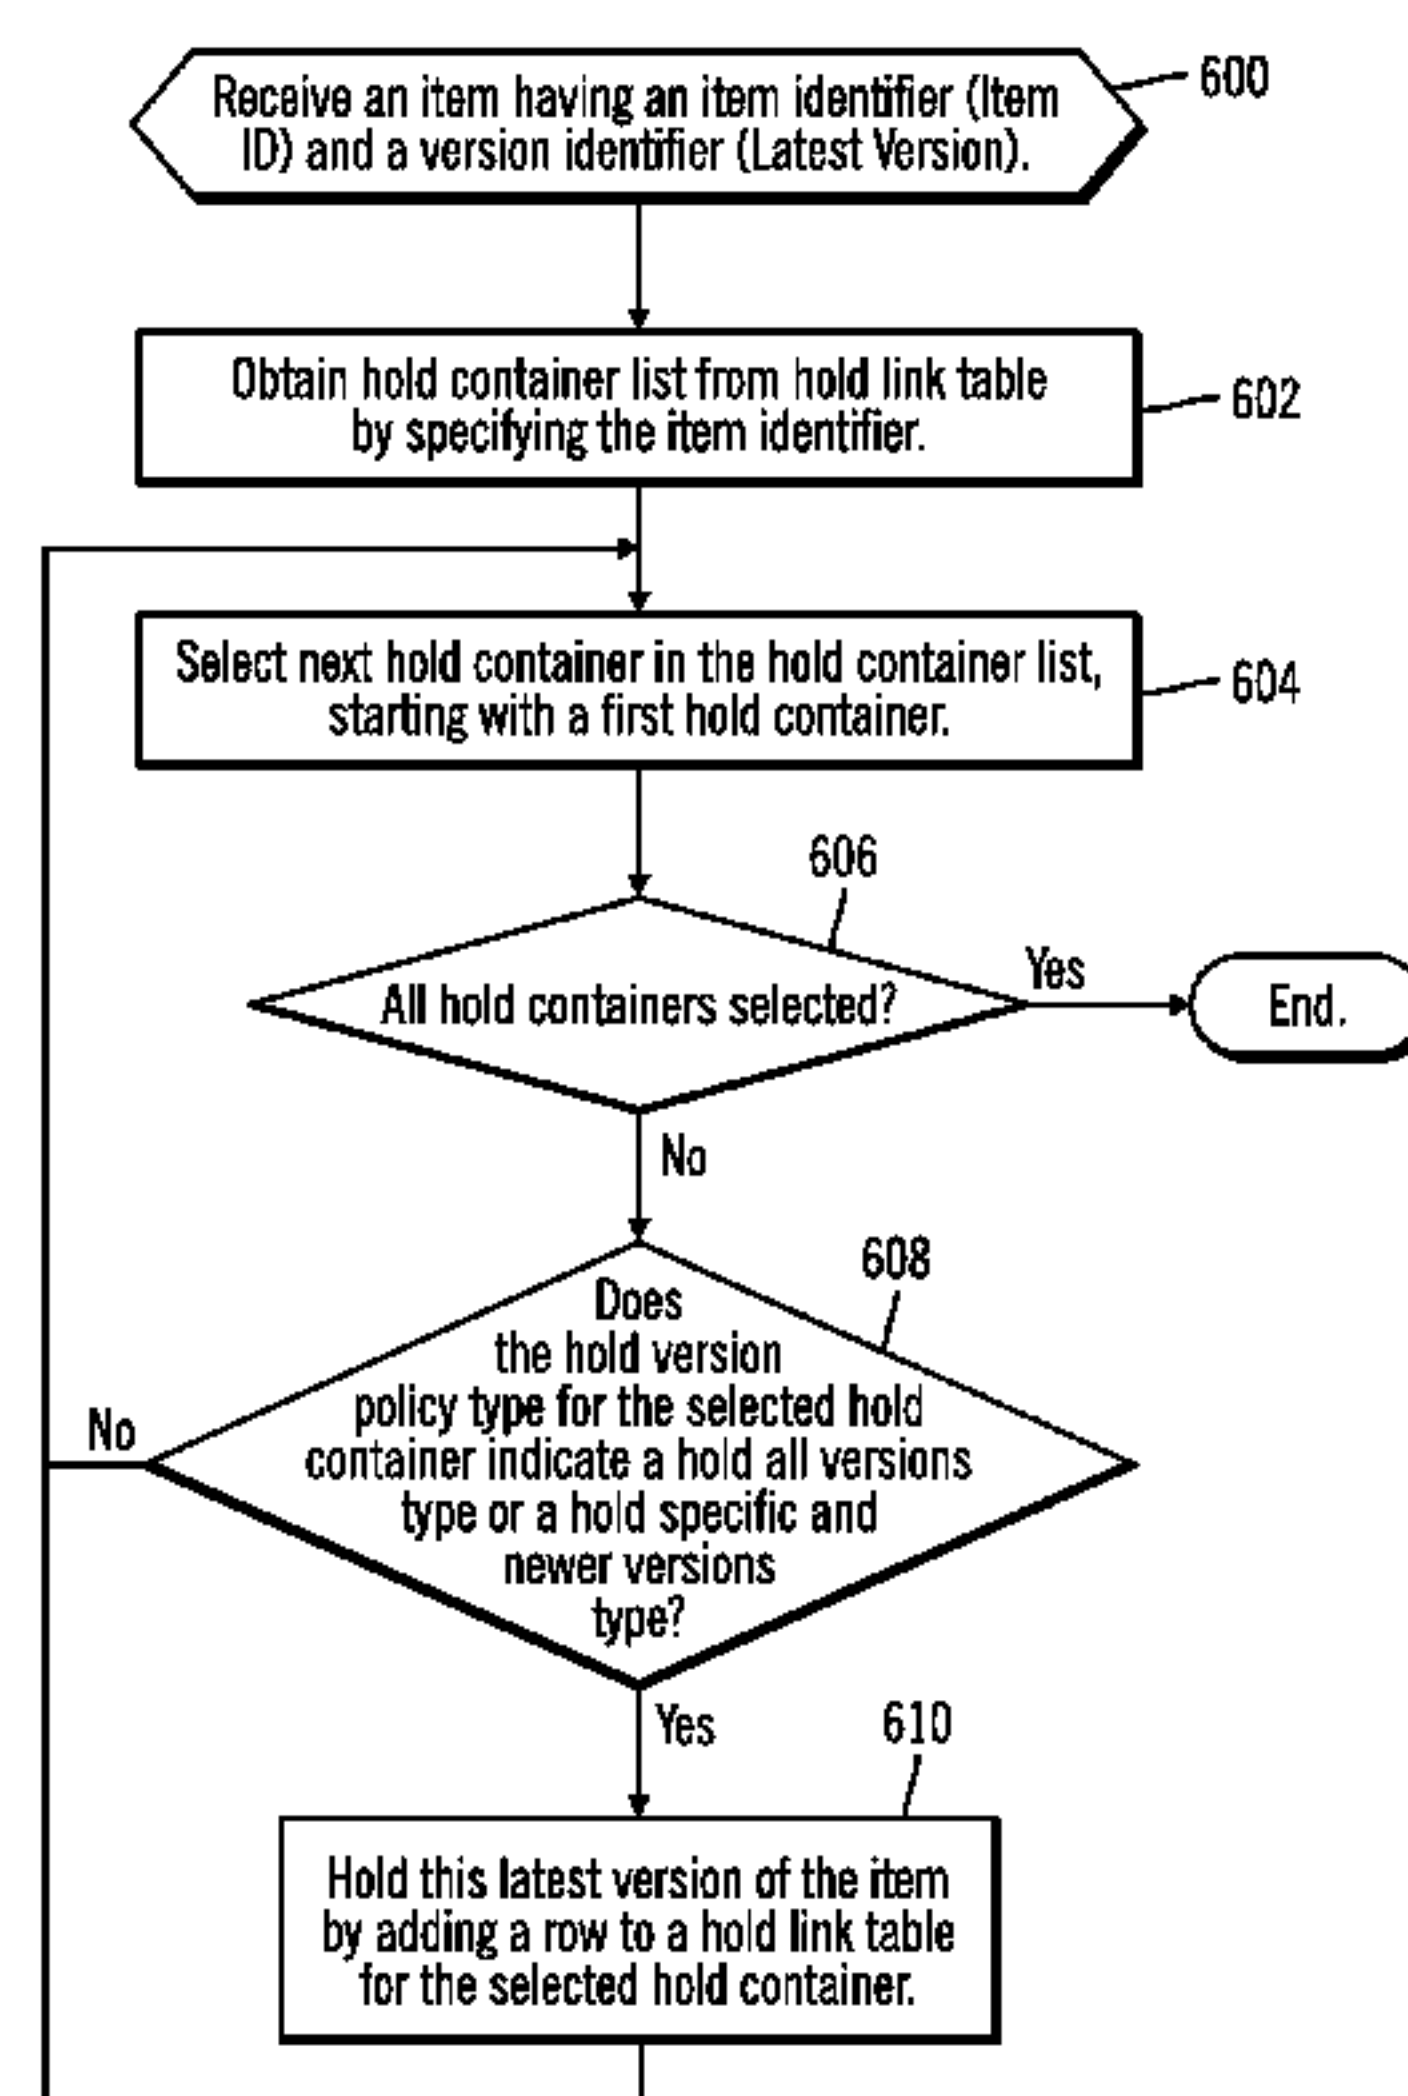 Receive an item having an item identifier (Item
ID) and a version identifier (Latest Version).
600
Obtain hold container list from hold link table
by specifying the item identifier.
602
Select next hold container in the hold container list,
starting with a first hold container.
604
606
All hold containers selected?
Yes
End.
No
608
Does
the hold version
policy type for the selected hold
container indicate a hold all versions
type or a hold specific and
newer versions
type?
No
Yes
610
Hold this latest version of the item
by adding a row to a hold link table
for the selected hold container.